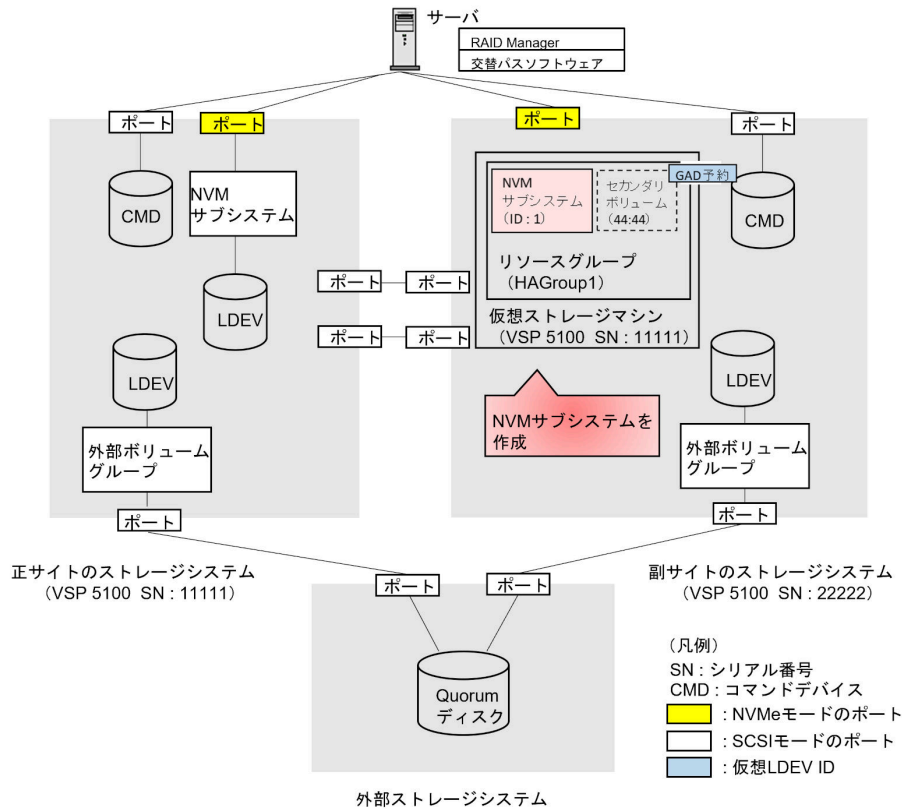 サーバ
RAID Manager
交替パスソフトウェア
ポート
ポート
ポート
ポート
CMD
NVM
サブシステム
LDEV
LDEV
外部ボリューム
グループ
ポート
ポート
ポート
ポート
ポート
NVM
サブシステム
(ID : 1)
セカンダリ
ボリューム
(44:44)
GAD予約
リソースグループ
(HAGroup1)
仮想ストレージマシン
(VSP 5100 SN : 11111)
CMD
NVMサブシステムを
作成
LDEV
外部ボリューム
グループ
ポート
正サイトのストレージシステム
(VSP 5100 SN : 11111)
副サイトのストレージシステム
(VSP 5100 SN : 22222)
ポート
ポート
Quorum
ディスク
外部ストレージシステム
(凡例)
SN : シリアル番号
CMD : コマンドデバイス
: NVMeモードのポート
: SCSIモードのポート
: 仮想LDEV ID